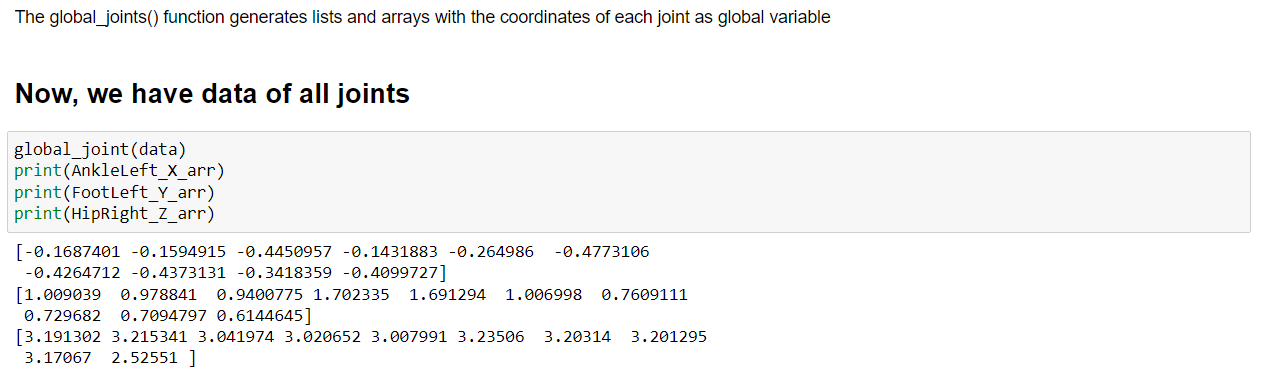 The global_joints() function generates lists and arrays with the coordinates of each joint as global variable
Now, we have data of all joints
global_joint(data)
print(AnkleLeft_X_arr)
print(FootLeft_Y_arr)
print(HipRight_Z_arr)
[-0.1687401 -0.1594915 -0.4450957 -0.1431883 -0.264986  -0.4773106
 -0.4264712 -0.4373131 -0.3418359 -0.4099727]
[1.009039  0.978841  0.9400775 1.702335  1.691294  1.006998  0.7609111
 0.729682  0.7094797 0.6144645]
[3.191302 3.215341 3.041974 3.020652 3.007991 3.23506  3.20314  3.201295
 3.17067  2.52551 ]